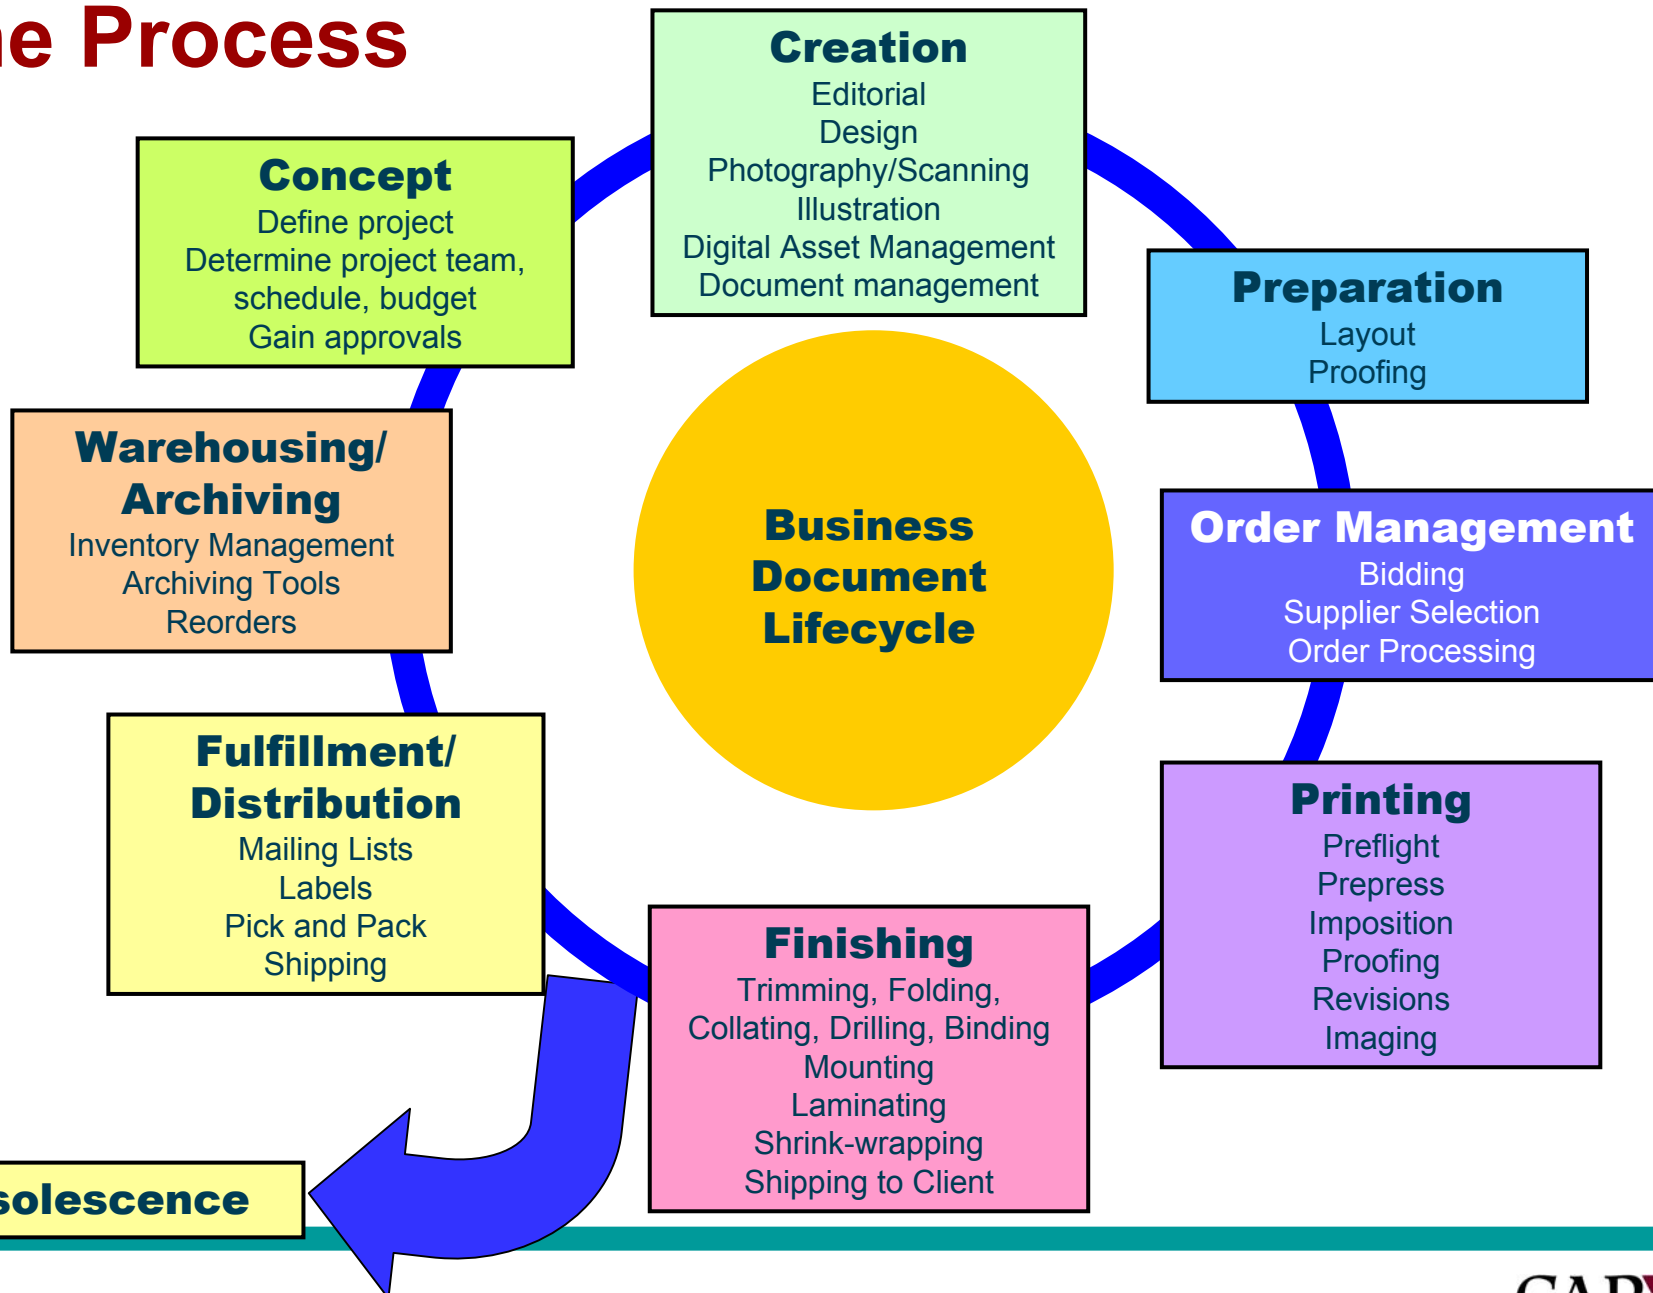 ne Process
Creation
Editorial
Design
Photography/Scanning
Illustration
Digital Asset Management
Document management
Concept
Define project
Determine project team,
schedule, budget
Gain approvals
Preparation
Layout
Proofing
Warehousing/
Archiving
Inventory Management
Archiving Tools
Reorders
Business
Document
Lifecycle
Order Management
Bidding
Supplier Selection
Order Processing
Fulfillment/
Distribution
Mailing Lists
Labels
Pick and Pack
Shipping
Printing
Preflight
Prepress
Imposition
Proofing
Revisions
Imaging
Finishing
Trimming, Folding,
Collating, Drilling, Binding
Mounting
Laminating
Shrink-wrapping
Shipping to Client
solescence